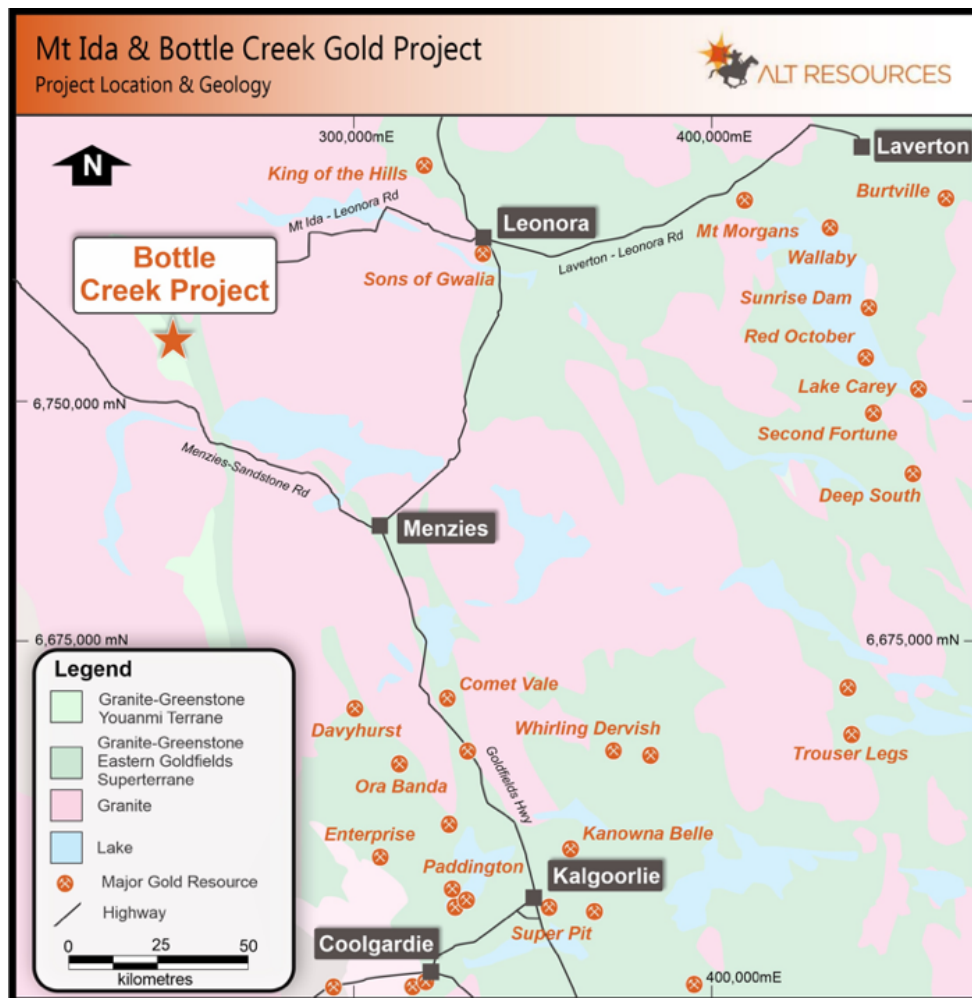 Mt Ida & Bottle Creek Gold Project
Project Location & Geology
ALT RESOURCES
300,000mE
400,000mE
Laverton
N
King of the Hills
Burtville
Mt Ida - Leonora Rd
Leonora
Mt Morgans
Bottle
Creek Project
Laverton - Leonora Rd
Wallaby
Sons of Gwalia
Sunrise Dam
Red October
6,750,000 mN
Lake Carey
Second Fortune
Menzies-Sandstone Rd
Deep South
Menzies
6,675,000 mN
6,675,000 mN
Legend
Granite-Greenstone
Youanmi Terrane
Granite-Greenstone
Eastern Goldfields
Superterrane
Granite
Lake
Major Gold Resource
Highway
0 25 50
kilometres
Comet Vale
Davyhurst
Whirling Dervish
Trouser Legs
Goldfields Hwy
Ora Banda
Enterprise
Kanowna Belle
Paddington
Kalgoorlie
Super Pit
Coolgardie
400,000mE